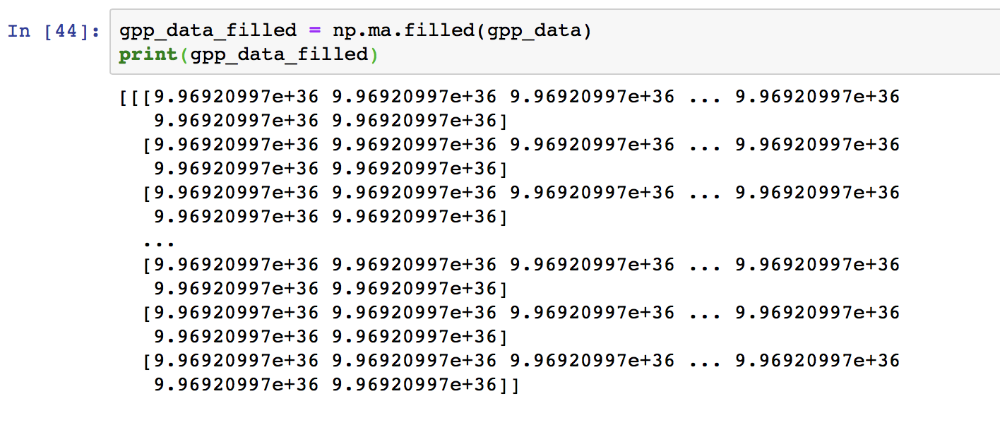 In [44]: gpp_data_filled = np.ma.filled(gpp_data)
print(gpp_data_filled)
[[[9.96920997e+36 9.96920997e+36 9.96920997e+36 ... 9.96920997e+36
9.96920997e+36 9.96920997e+36]
[9.96920997e+36 9.96920997e+36 9.96920997e+36 ... 9.96920997e+36
9.96920997e+36 9.96920997e+36]
[9.96920997e+36 9.96920997e+36 9.96920997e+36 ... 9.96920997e+36
9.96920997e+36 9.96920997e+36]
...
[9.96920997e+36 9.96920997e+36 9.96920997e+36 ... 9.96920997e+36
9.96920997e+36 9.96920997e+36]
[9.96920997e+36 9.96920997e+36 9.96920997e+36 ... 9.96920997e+36
9.96920997e+36 9.96920997e+36]
[9.96920997e+36 9.96920997e+36 9.96920997e+36 ... 9.96920997e+36
9.96920997e+36 9.96920997e+36]]